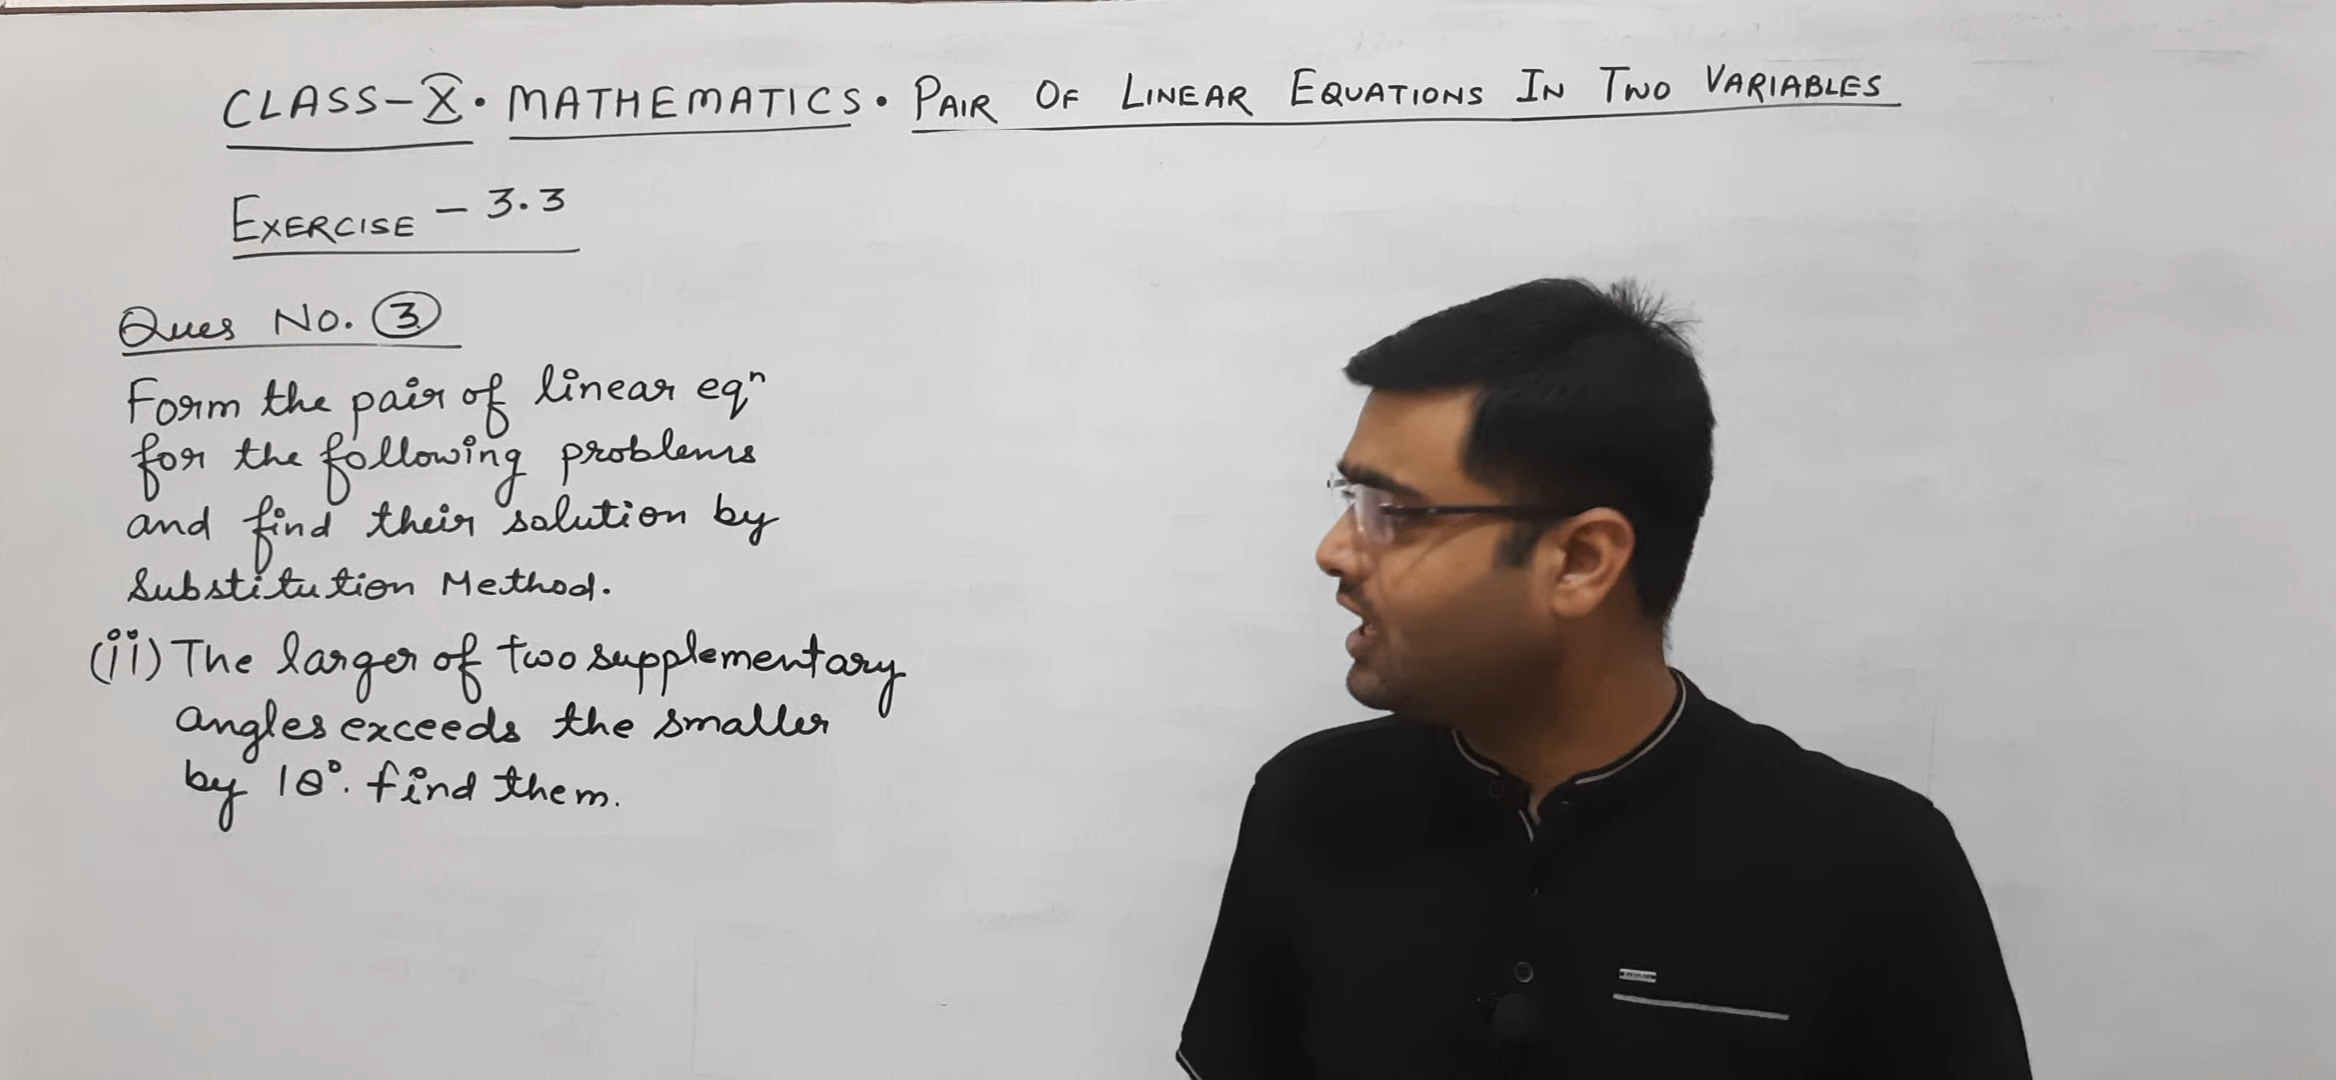 CLASS-X • MATHEMATICS • PAIR OF LINEAR EQUATIONS IN TWO VARIABLES
EXERCISE - 3.3
Ques No. 3
Form the pair of linear eqⁿ
for the following problems
and find their solution by
Substitution Method.
(ii) The larger of two supplementary
angles exceeds the smaller
by 18°. find them.